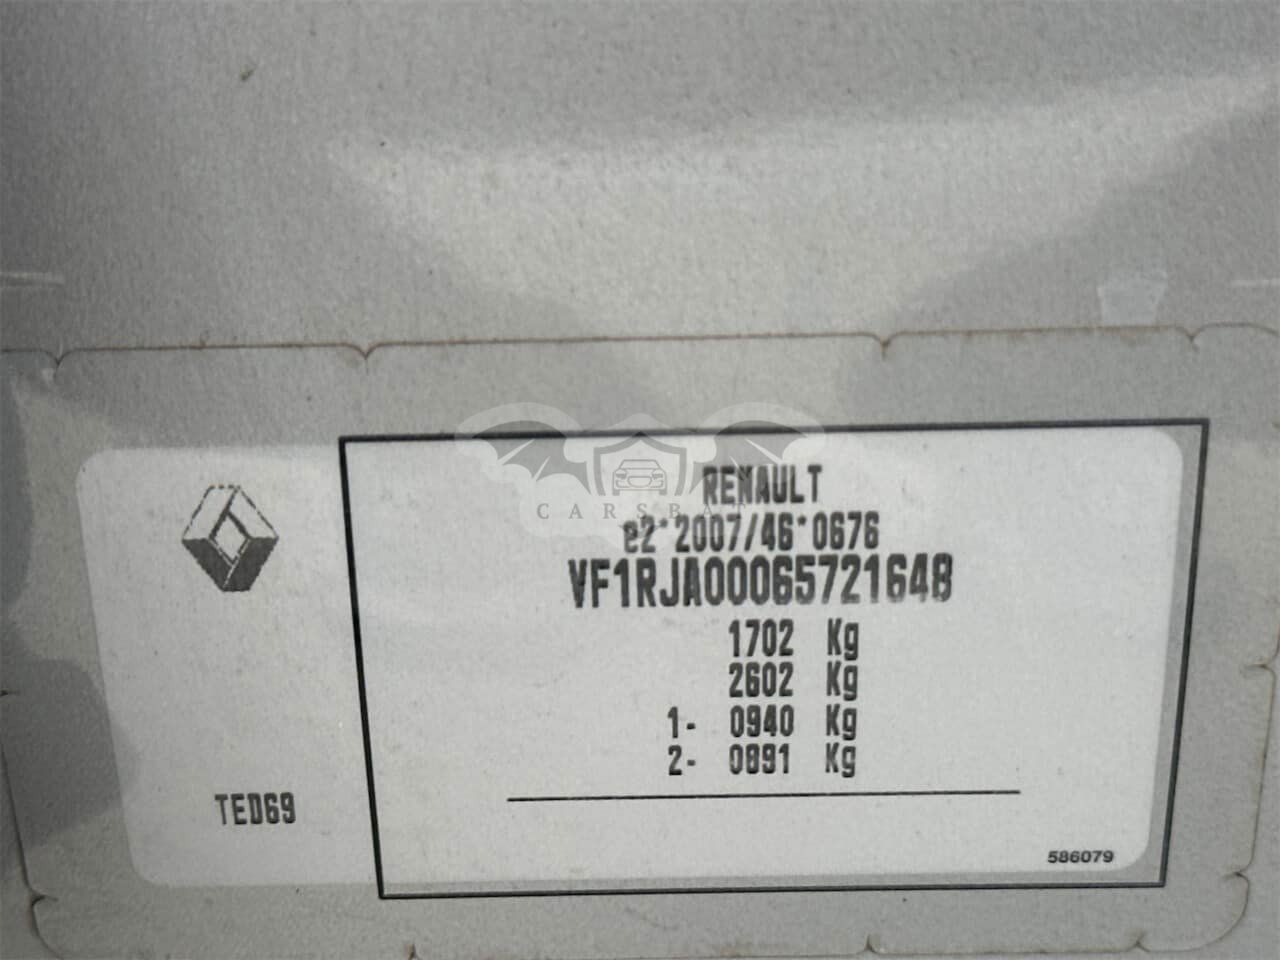 CARSBAT
RENAULT
e2*2007/46*0676
VF1RJA00065721648
1702 Kg
2602 Kg
1- 0940 Kg
2- 0891 Kg
TED69
586079